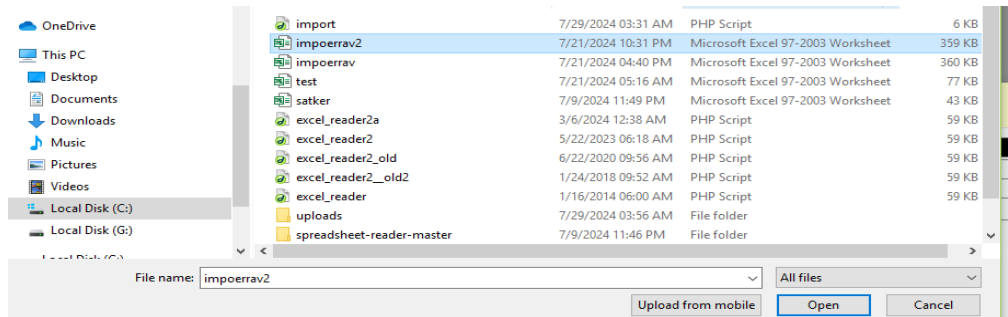 OneDrive
This PC
Desktop
Documents
Downloads
Music
Pictures
Videos
Local Disk (C:)
Local Disk (G:)
import 7/29/2024 03:31 AM PHP Script 6 KB
impoerrav2 7/21/2024 10:31 PM Microsoft Excel 97-2003 Worksheet 359 KB
impoerrav 7/21/2024 04:40 PM Microsoft Excel 97-2003 Worksheet 360 KB
test 7/21/2024 05:16 AM Microsoft Excel 97-2003 Worksheet 77 KB
satker 7/9/2024 11:49 PM Microsoft Excel 97-2003 Worksheet 43 KB
excel_reader2a 3/6/2024 12:38 AM PHP Script 59 KB
excel_reader2 5/22/2023 06:18 AM PHP Script 59 KB
excel_reader2_old 6/22/2020 09:56 AM PHP Script 59 KB
excel_reader2__old2 1/24/2018 09:52 AM PHP Script 59 KB
excel_reader 1/16/2014 06:00 AM PHP Script 59 KB
uploads 7/29/2024 03:56 AM File folder
spreadsheet-reader-master 7/9/2024 11:46 PM File folder
File name: impoerrav2 All files
Upload from mobile Open Cancel